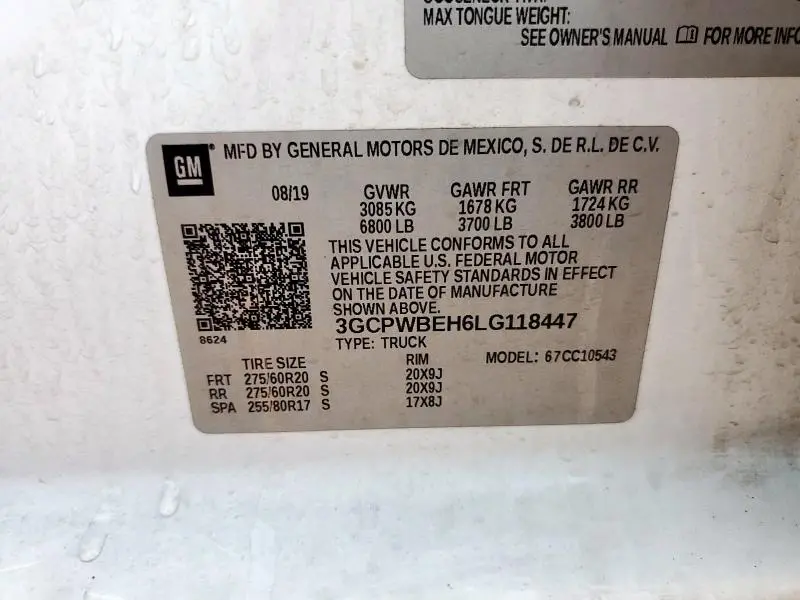 MAX TONGUE WEIGHT:
SEE OWNER'S MANUAL FOR MORE INFO
GM
MFD BY GENERAL MOTORS DE MEXICO, S. DE R.L. DE C.V.
08/19 GVWR GAWR FRT GAWR RR
3085 KG 1678 KG 1724 KG
6800 LB 3700 LB 3800 LB
THIS VEHICLE CONFORMS TO ALL
APPLICABLE U.S. FEDERAL MOTOR
VEHICLE SAFETY STANDARDS IN EFFECT
ON THE DATE OF MANUFACTURE
SHOWN ABOVE.
3GCPWBEH6LG118447
8624
TYPE: TRUCK
MODEL: 67CC10543
TIRE SIZE RIM
FRT 275/60R20 S 20X9J
RR 275/60R20 S 20X9J
SPA 255/80R17 S 17X8J